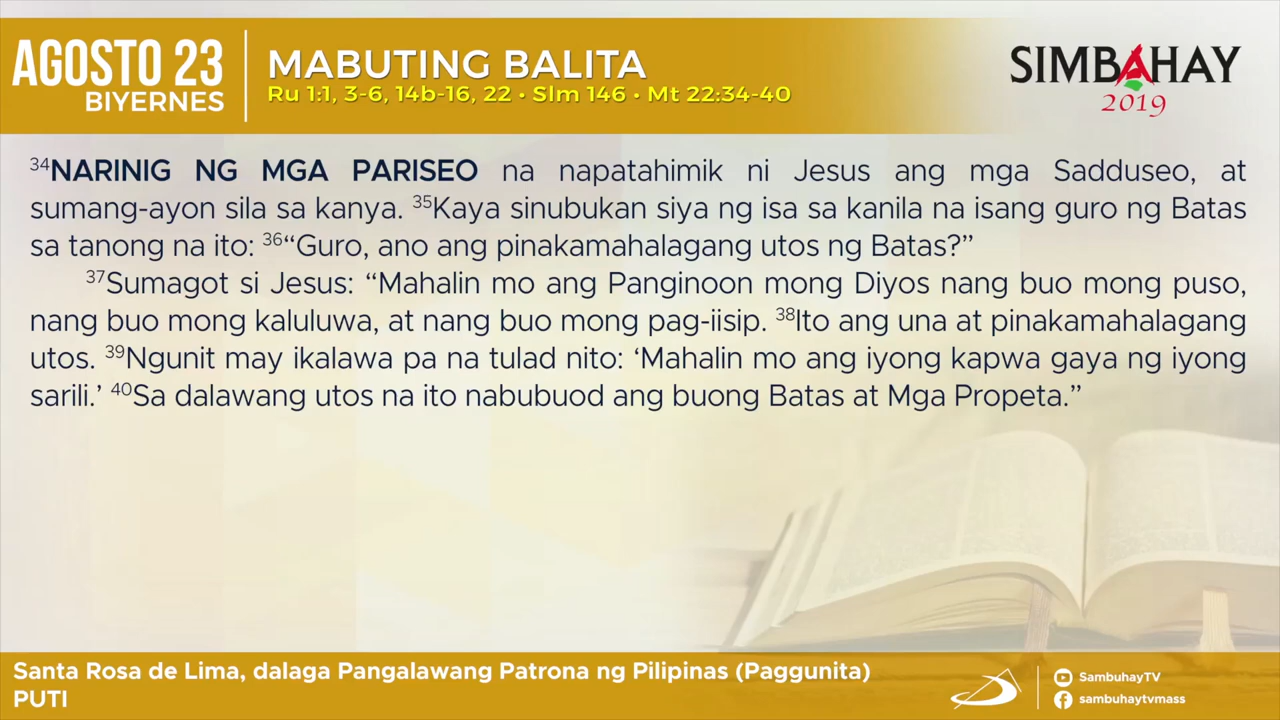 AGOSTO 23
BIYERNES
MABUTING BALITA
Ru 1:1, 3-6, 14b-16, 22 • Slm 146 • Mt 22:34-40
SIMBAHAY
2019
34NARINIG NG MGA PARISEO na napatahimik ni Jesus ang mga Sadduseo, at
sumang-ayon sila sa kanya. 35Kaya sinubukan siya ng isa sa kanila na isang guro ng Batas
sa tanong na ito: 36“Guro, ano ang pinakamahalagang utos ng Batas?”
37Sumagot si Jesus: “Mahalin mo ang Panginoon mong Diyos nang buo mong puso,
nang buo mong kaluluwa, at nang buo mong pag-iisip. 38Ito ang una at pinakamahalagang
utos. 39Ngunit may ikalawa pa na tulad nito: ‘Mahalin mo ang iyong kapwa gaya ng iyong
sarili.’ 40Sa dalawang utos na ito nabubuod ang buong Batas at Mga Propeta.”
Santa Rosa de Lima, dalaga Pangalawang Patrona ng Pilipinas (Paggunita)
PUTI
SambuhayTV
sambuhaytvmass